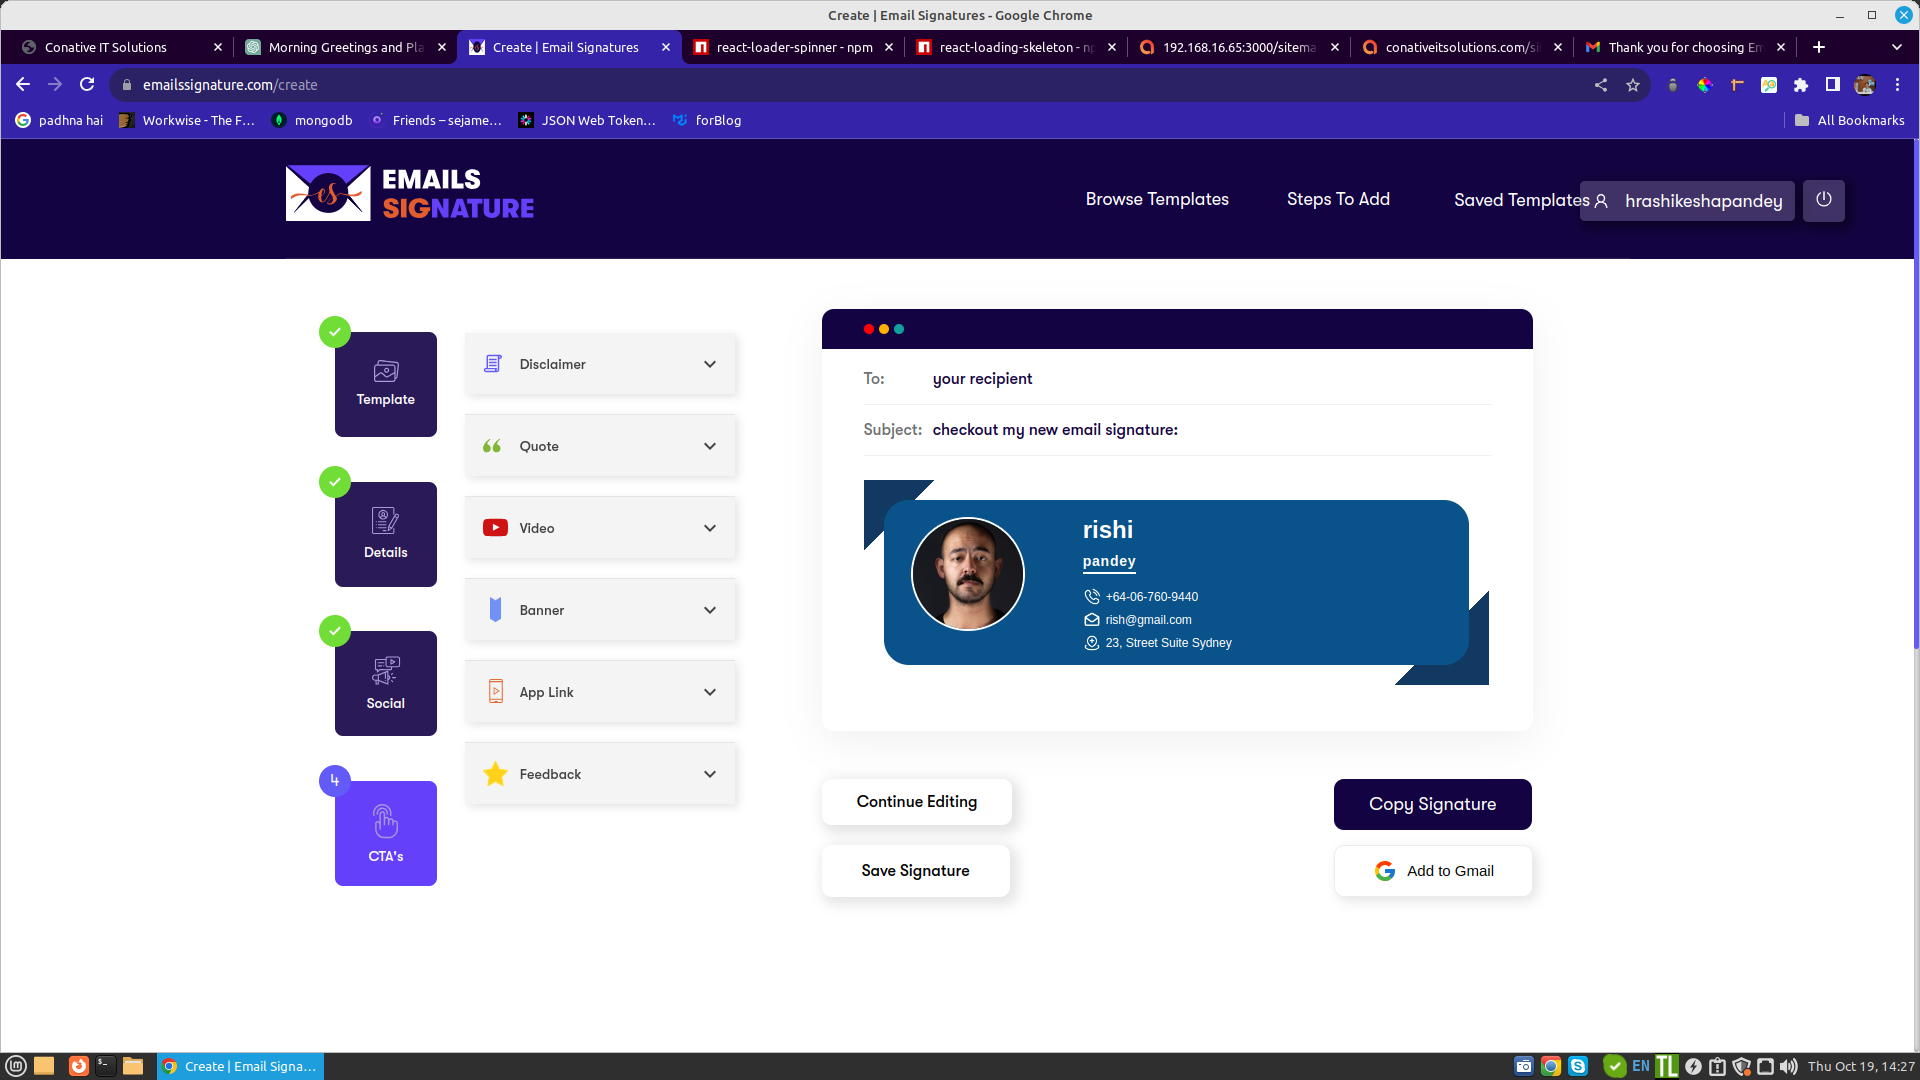 Create | Email Signatures - Google Chrome
Conative IT Solutions
Morning Greetings and Pla
Create | Email Signatures
react-loader-spinner - npm
react-loading-skeleton - np
192.168.16.65:3000/sitema
conativeitsolutions.com/si
Thank you for choosing Em
emailssignature.com/create
padhna hai
Workwise - The F...
mongodb
Friends – sejame...
JSON Web Token...
forBlog
All Bookmarks
es
EMAILS
SIGNATURE
Browse Templates
Steps To Add
Saved Templates
hrashikeshapandey
Template
Details
Social
4
CTA's
Disclaimer
Quote
Video
Banner
App Link
Feedback
To: your recipient
Subject: checkout my new email signature:
rishi
pandey
+64-06-760-9440
rish@gmail.com
23, Street Suite Sydney
Continue Editing
Copy Signature
Save Signature
Add to Gmail
Create | Email Signa...
EN
TL
Thu Oct 19, 14:27